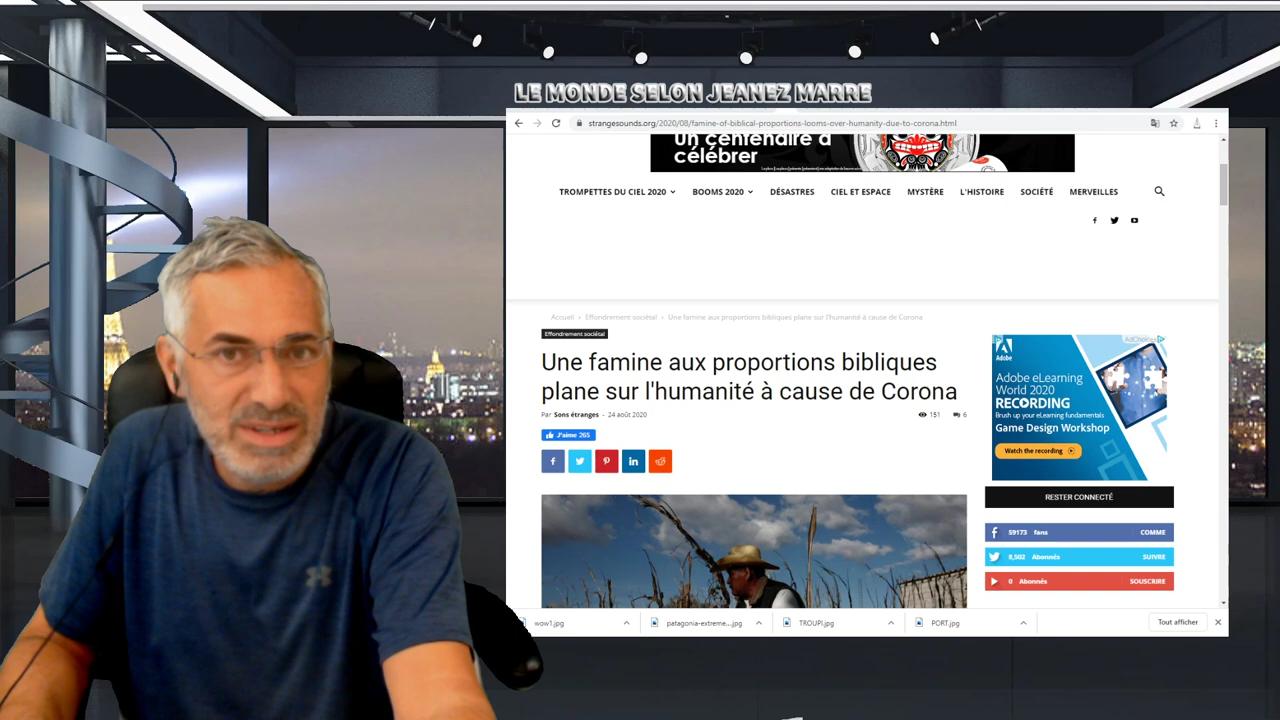 LE MONDE SELON JEANEZ MARRE
strangesounds.org/2020/08/famine-of-biblical-proportions-looms-over-humanity-due-to-corona.html
Un centenaire à
célébrer
TROMPETTES DU CIEL 2020 BOOMS 2020 DÉSASTRES CIEL ET ESPACE MYSTÈRE L'HISTOIRE SOCIÉTÉ MERVEILLES
Accueil › Effondrement sociétal › Une famine aux proportions bibliques plane sur l'humanité à cause de Corona
Effondrement sociétal
Une famine aux proportions bibliques
plane sur l'humanité à cause de Corona
Par Sons étranges - 24 août 2020 151 6
J'aime 265
AdChoices
Adobe
Adobe eLearning
World 2020
RECORDING
Brush up your eLearning fundamentals
Game Design Workshop
Watch the recording
RESTER CONNECTÉ
59173 fans COMME
8,502 Abonnés SUIVRE
0 Abonnés SOUSCRIRE
wow1.jpg patagonia-extreme....jpg TROUPI.jpg PORT.jpg Tout afficher